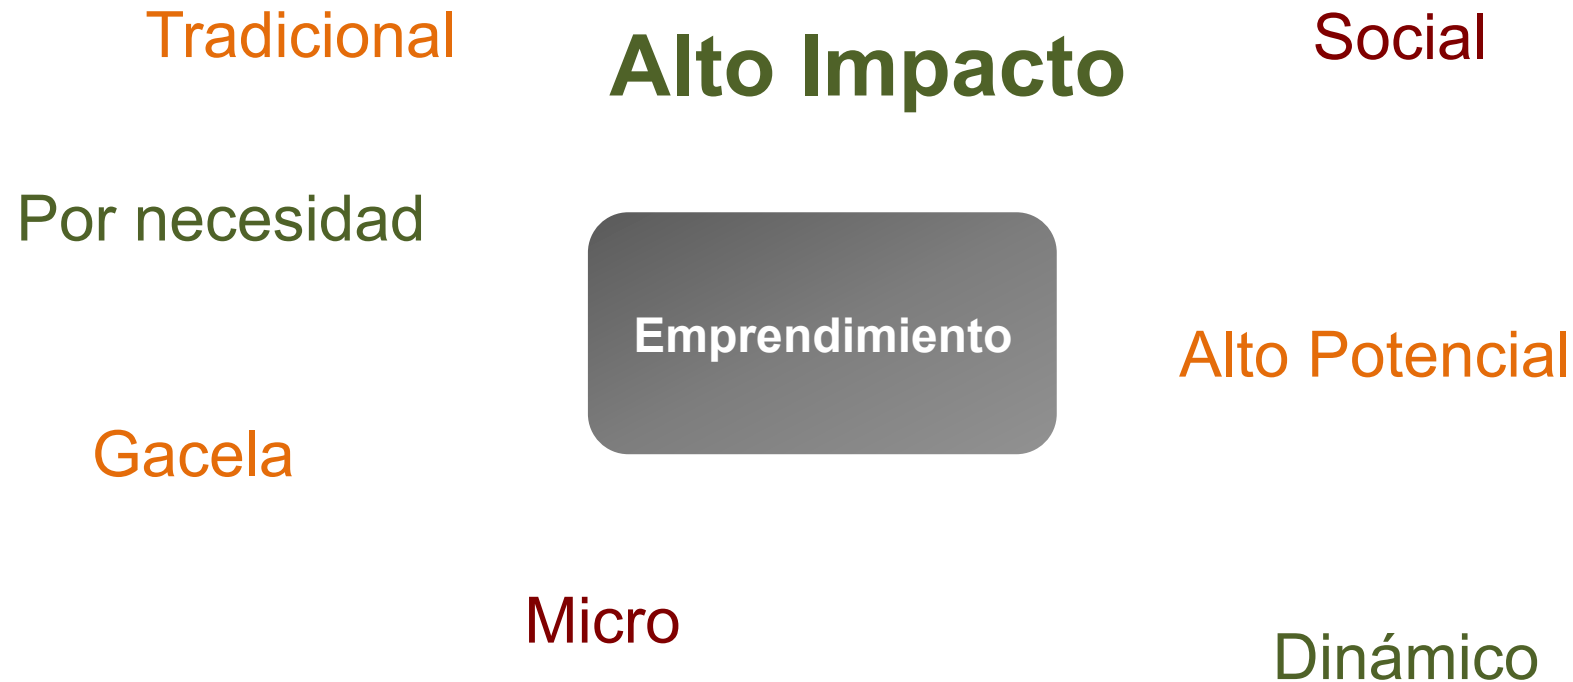 Tradicional
Alto Impacto
Social
Por necesidad
Emprendimiento
Alto Potencial
Gacela
Micro
Dinámico